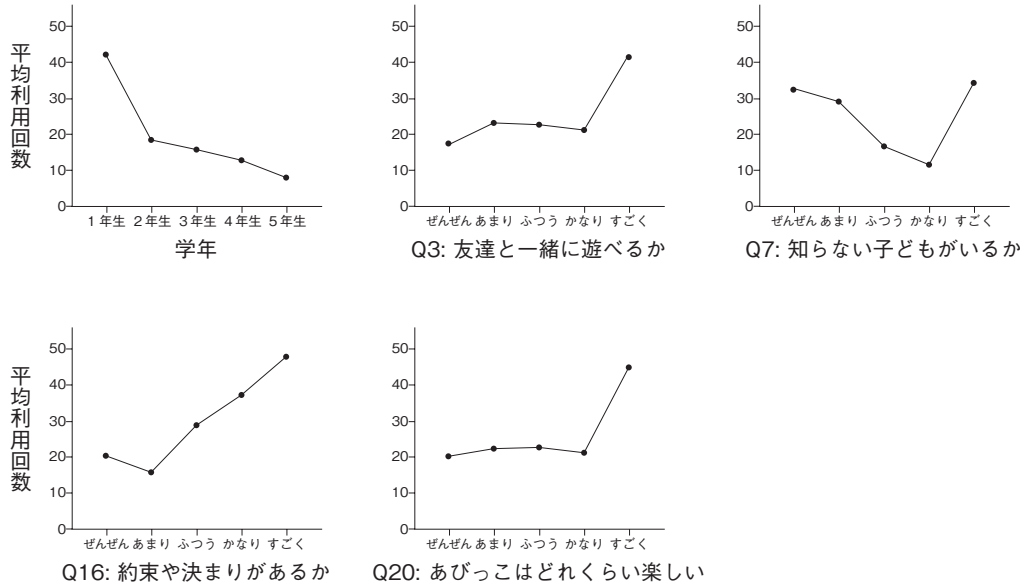 平均利用回数
50
40
30
20
10
0
1年生 2年生 3年生 4年生 5年生
学年
50
40
30
20
10
0
ぜんぜん あまり ふつう かなり すごく
Q3: 友達と一緒に遊べるか
50
40
30
20
10
0
ぜんぜん あまり ふつう かなり すごく
Q7: 知らない子どもがいるか
平均利用回数
50
40
30
20
10
0
ぜんぜん あまり ふつう かなり すごく
Q16: 約束や決まりがあるか
50
40
30
20
10
0
ぜんぜん あまり ふつう かなり すごく
Q20: あびっこはどれくらい楽しい